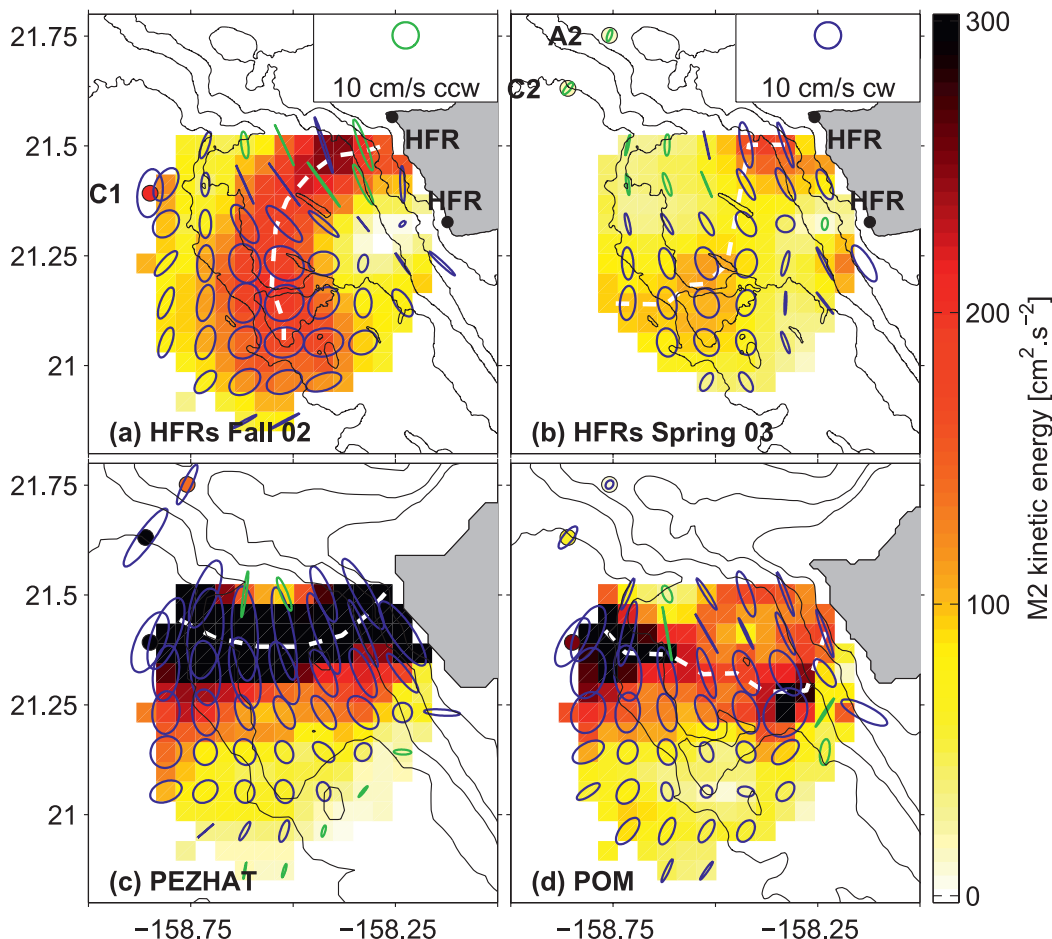 21.75
21.5
21.25
21
10 cm/s ccw
HFR
HFR
C1
(a) HFRs Fall 02
A2
C2
10 cm/s ccw
HFR
HFR
(b) HFRs Spring 03
21.75
21.5
21.25
21
(c) PEZHAT
−158.75
−158.25
(d) POM
−158.75
−158.25
300
200
100
0
M2 kinetic energy [cm².s⁻²]